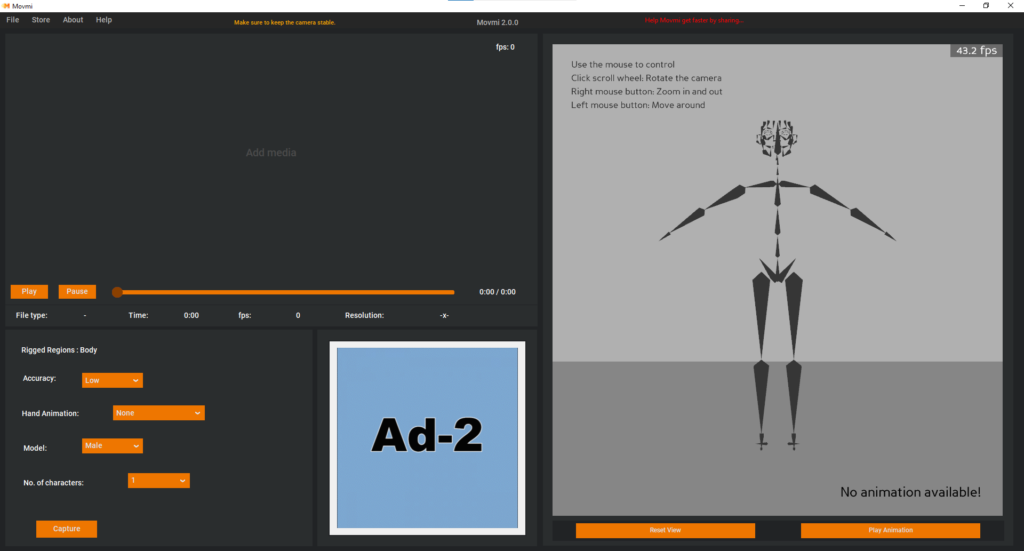 Movmi
File Store About Help
Make sure to keep the camera stable.
Movmi 2.0.0
Help Movmi get faster by sharing...
fps: 0
Add media
Play Pause 0:00 / 0:00
File type: - Time: 0:00 fps: 0 Resolution: -x-
Rigged Regions : Body
Accuracy: Low
Hand Animation: None
Model: Male
No. of characters: 1
Capture
Ad-2
43.2 fps
Use the mouse to control
Click scroll wheel: Rotate the camera
Right mouse button: Zoom in and out
Left mouse button: Move around
No animation available!
Reset View Play Animation